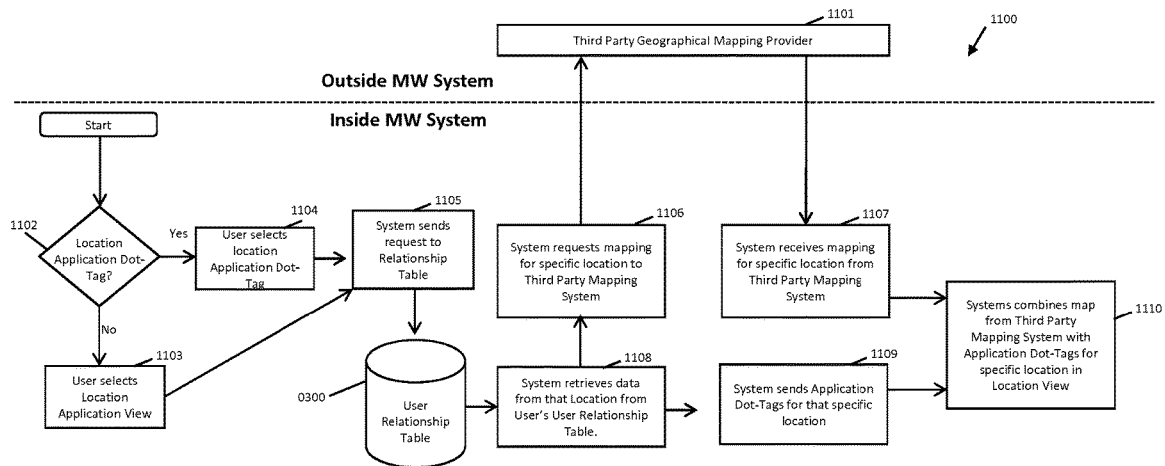 1101
Third Party Geographical Mapping Provider
1100
Outside MW System
Inside MW System
Start
1102
Location
Application Dot-
Tag?
Yes
No
1104
User selects
location
Application Dot-
Tag
1105
System sends
request to
Relationship
Table
1106
System requests mapping
for specific location to
Third Party Mapping
System
1107
System receives mapping
for specific location from
Third Party Mapping
System
1110
Systems combines map
from Third Party
Mapping System with
Application Dot-Tags for
specific location in
Location View
1103
User selects
Location
Application View
0300
User
Relationship
Table
1108
System retrieves data
from that Location from
User's User Relationship
Table.
1109
System sends Application
Dot-Tags for that specific
location